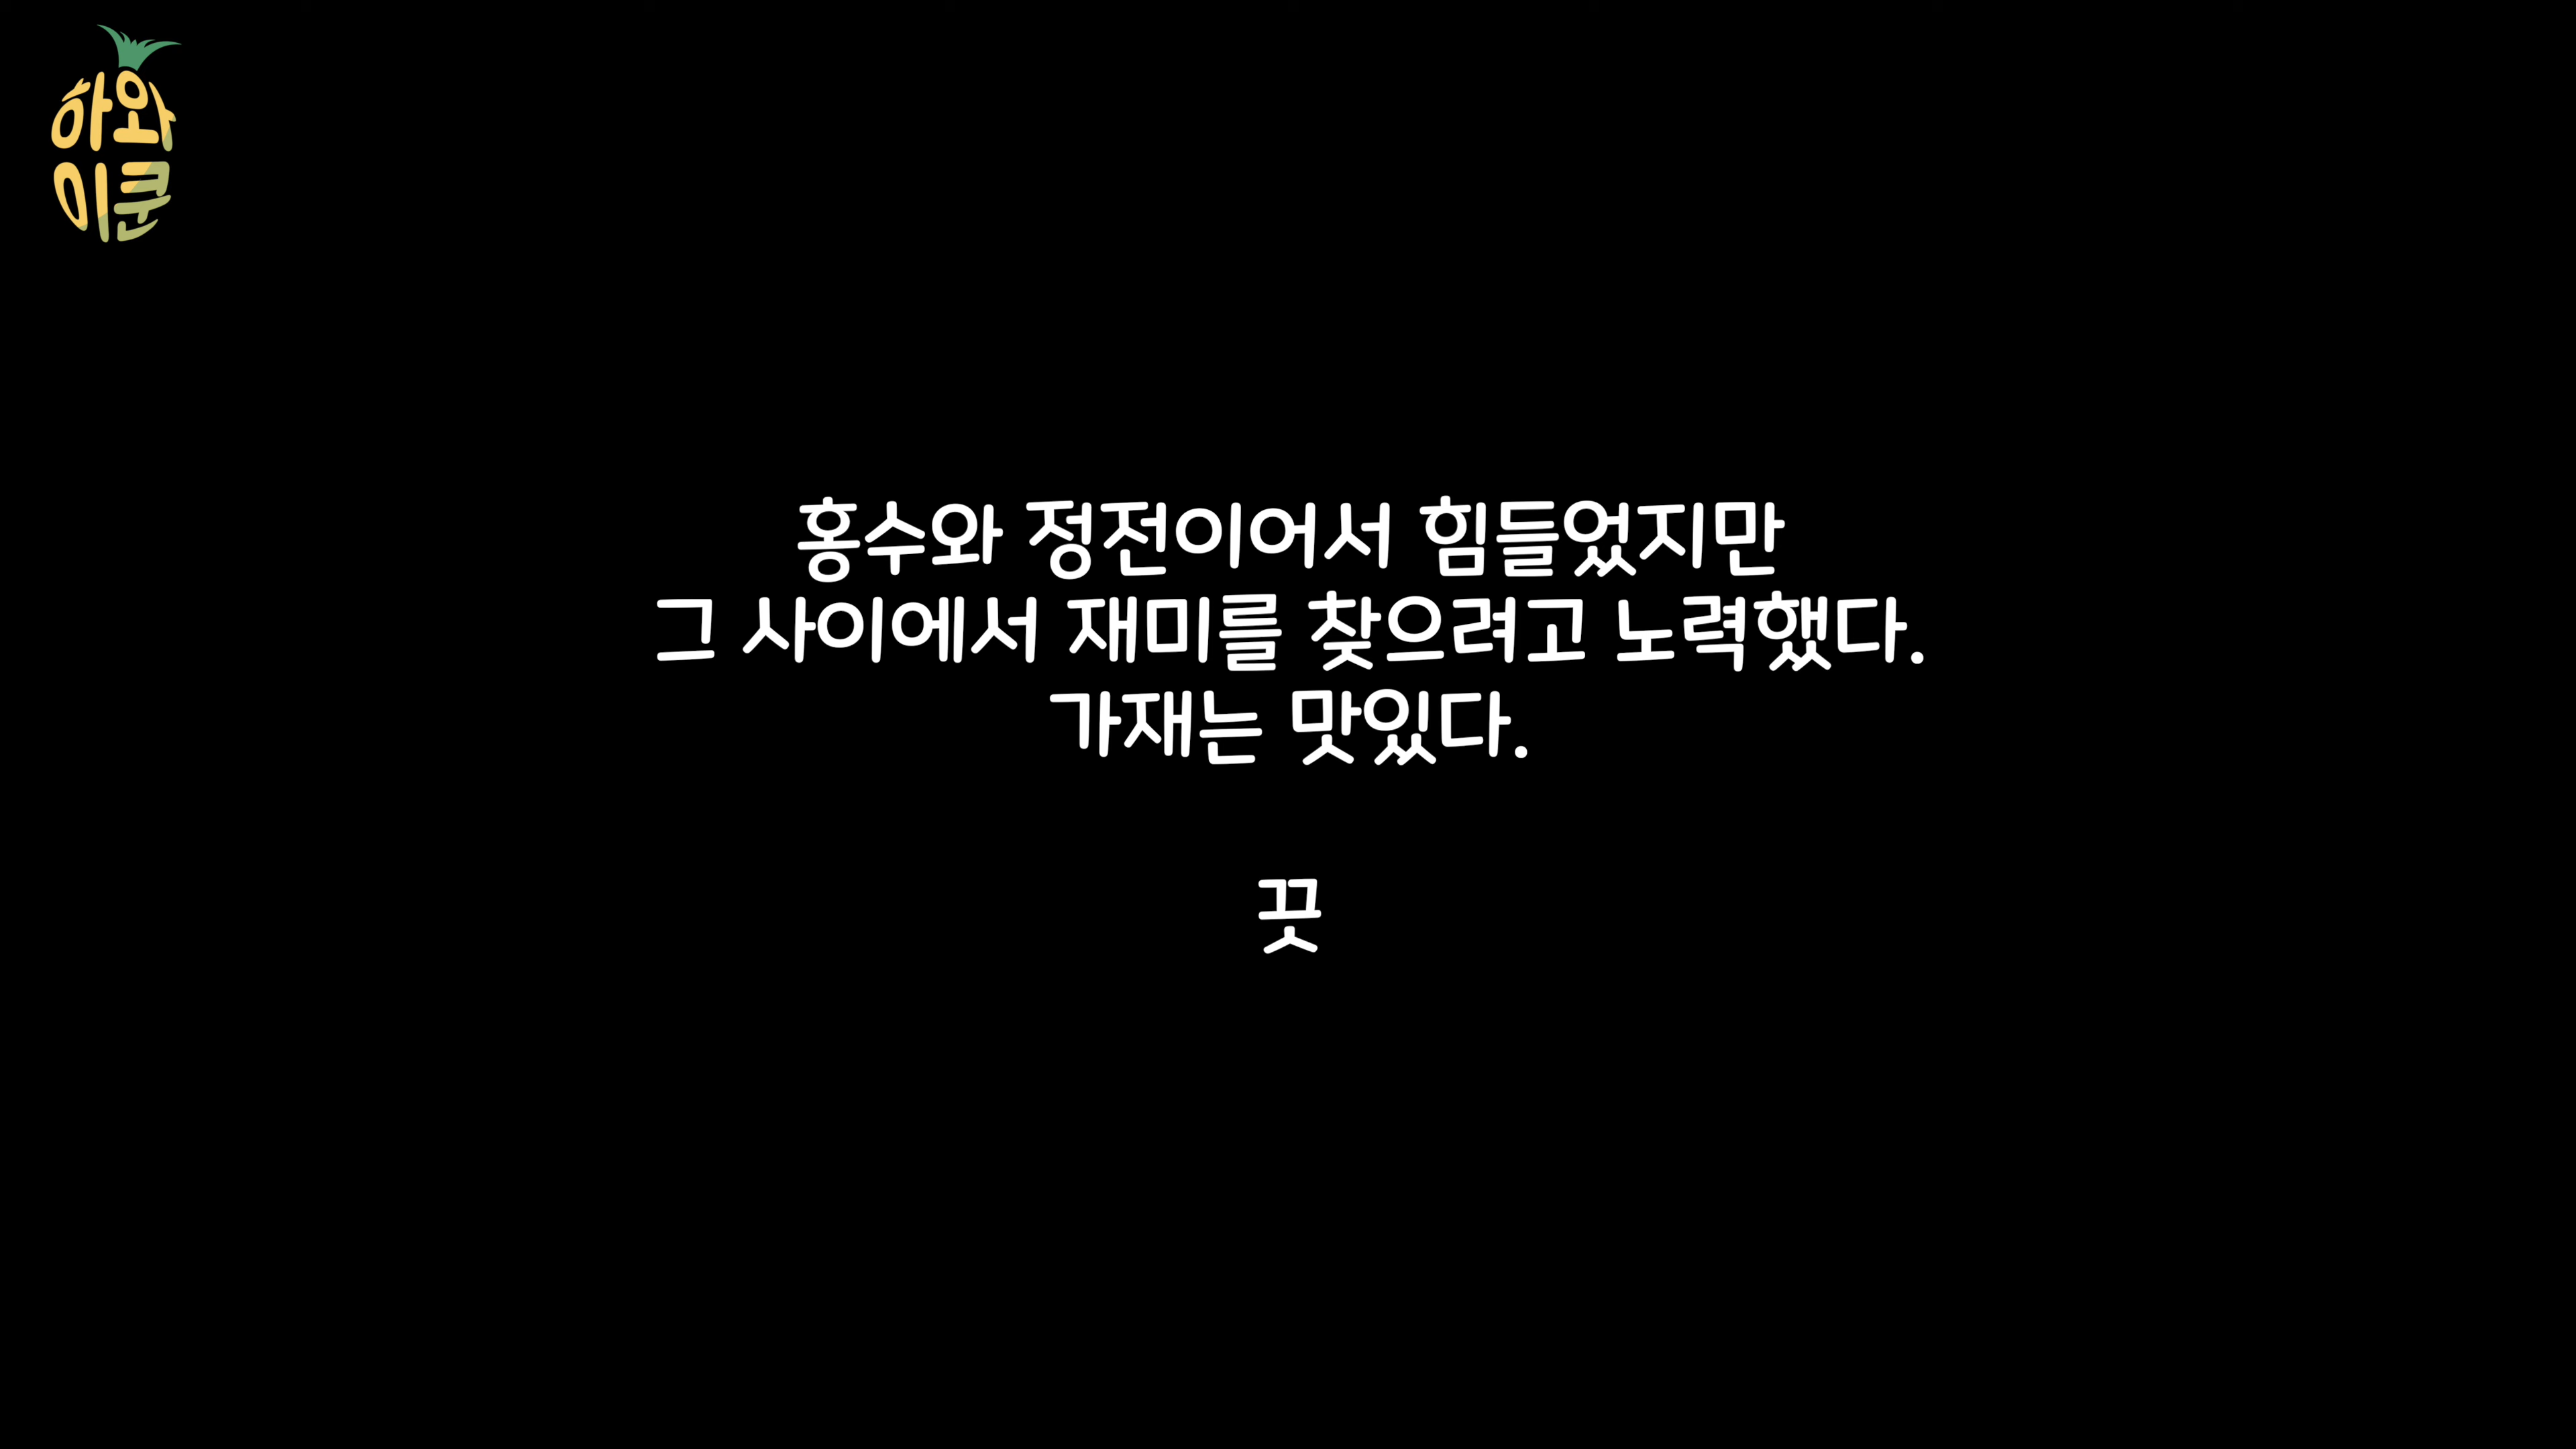 하와
이쿤
홍수와 정전이어서 힘들었지만
그 사이에서 재미를 찾으려고 노력했다.
가재는 맛있다.
끗